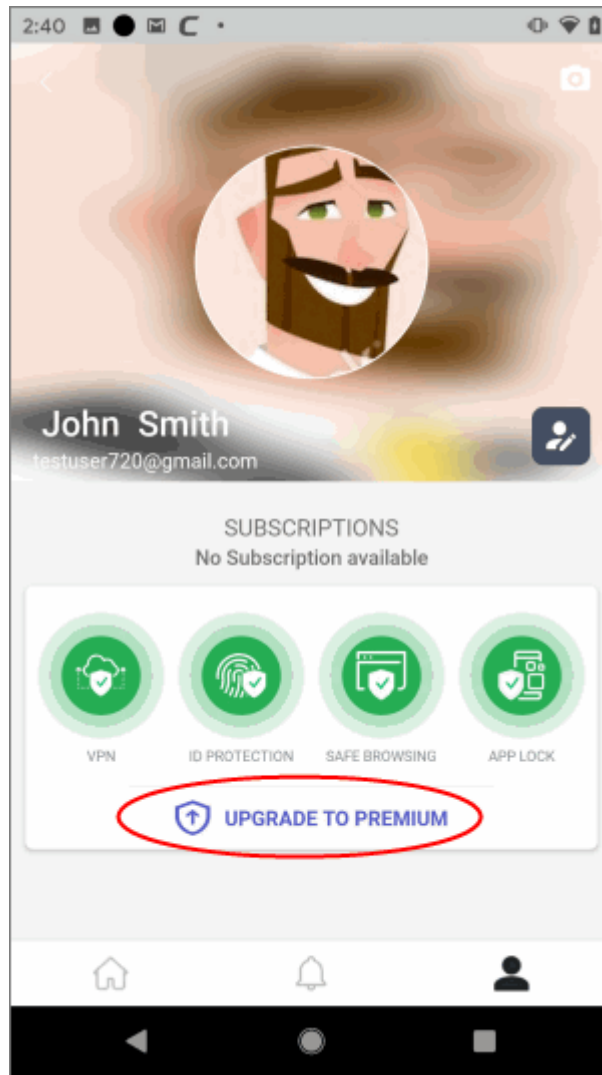 2:40
John Smith
testuser720@gmail.com
SUBSCRIPTIONS
No Subscription available
VPN
ID PROTECTION
SAFE BROWSING
APP LOCK
UPGRADE TO PREMIUM